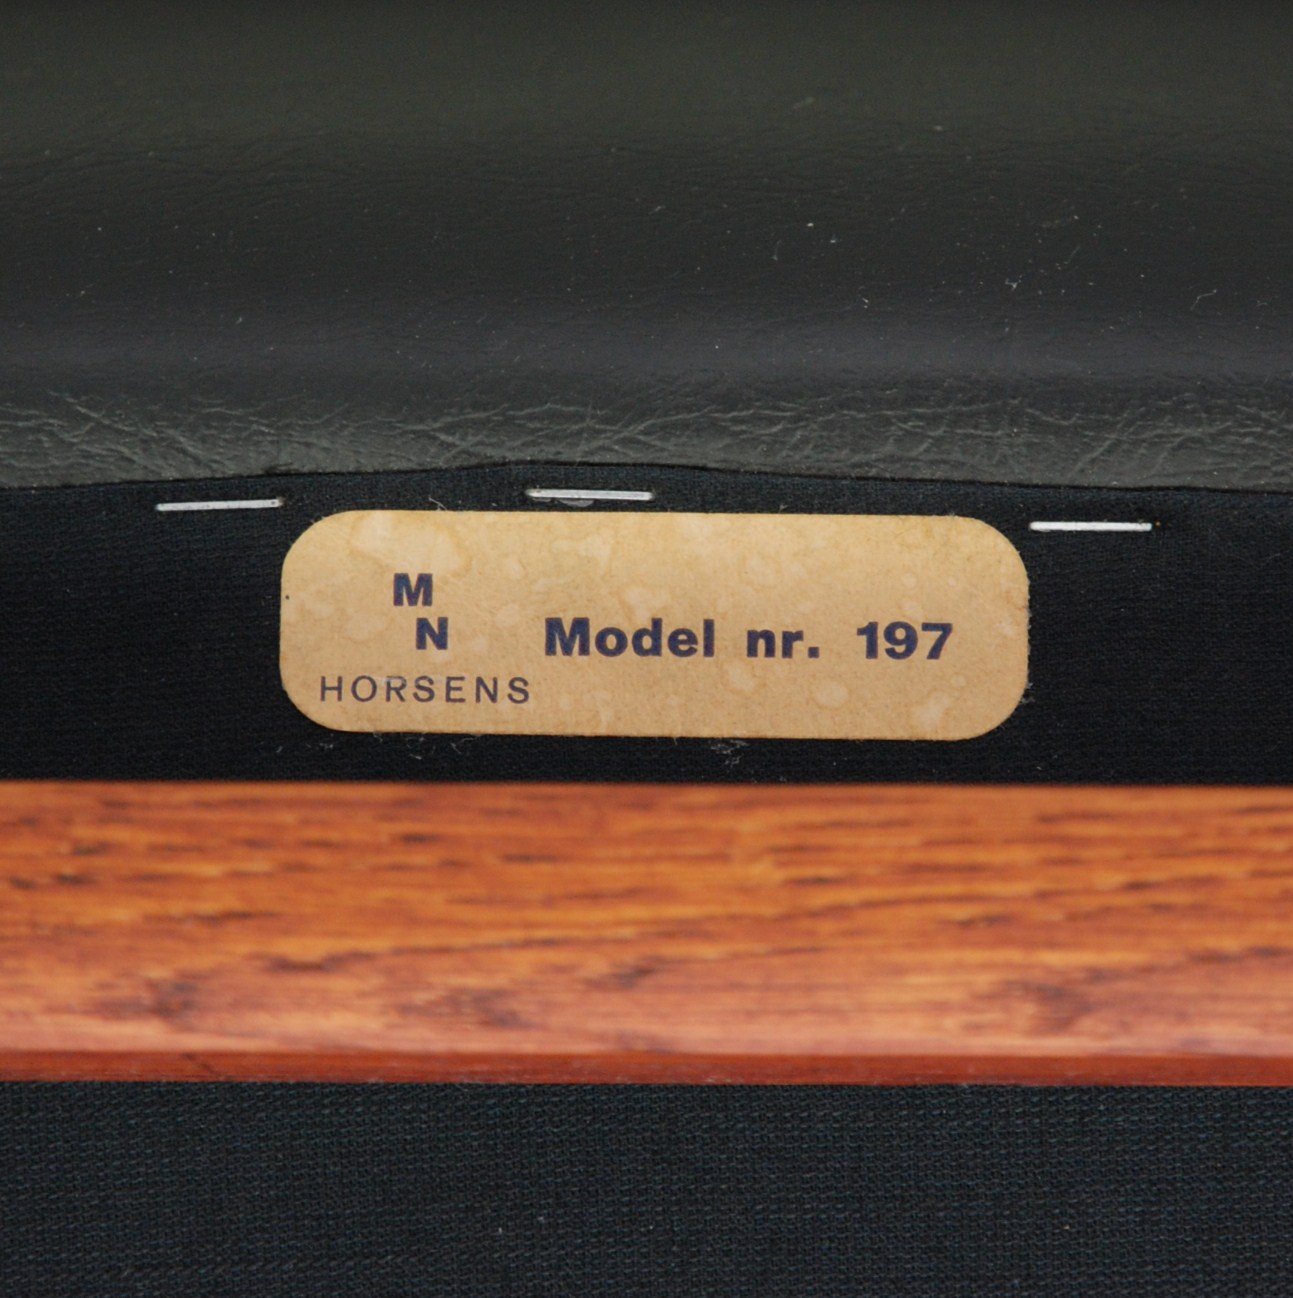 M
N
HORSENS
Model nr. 197